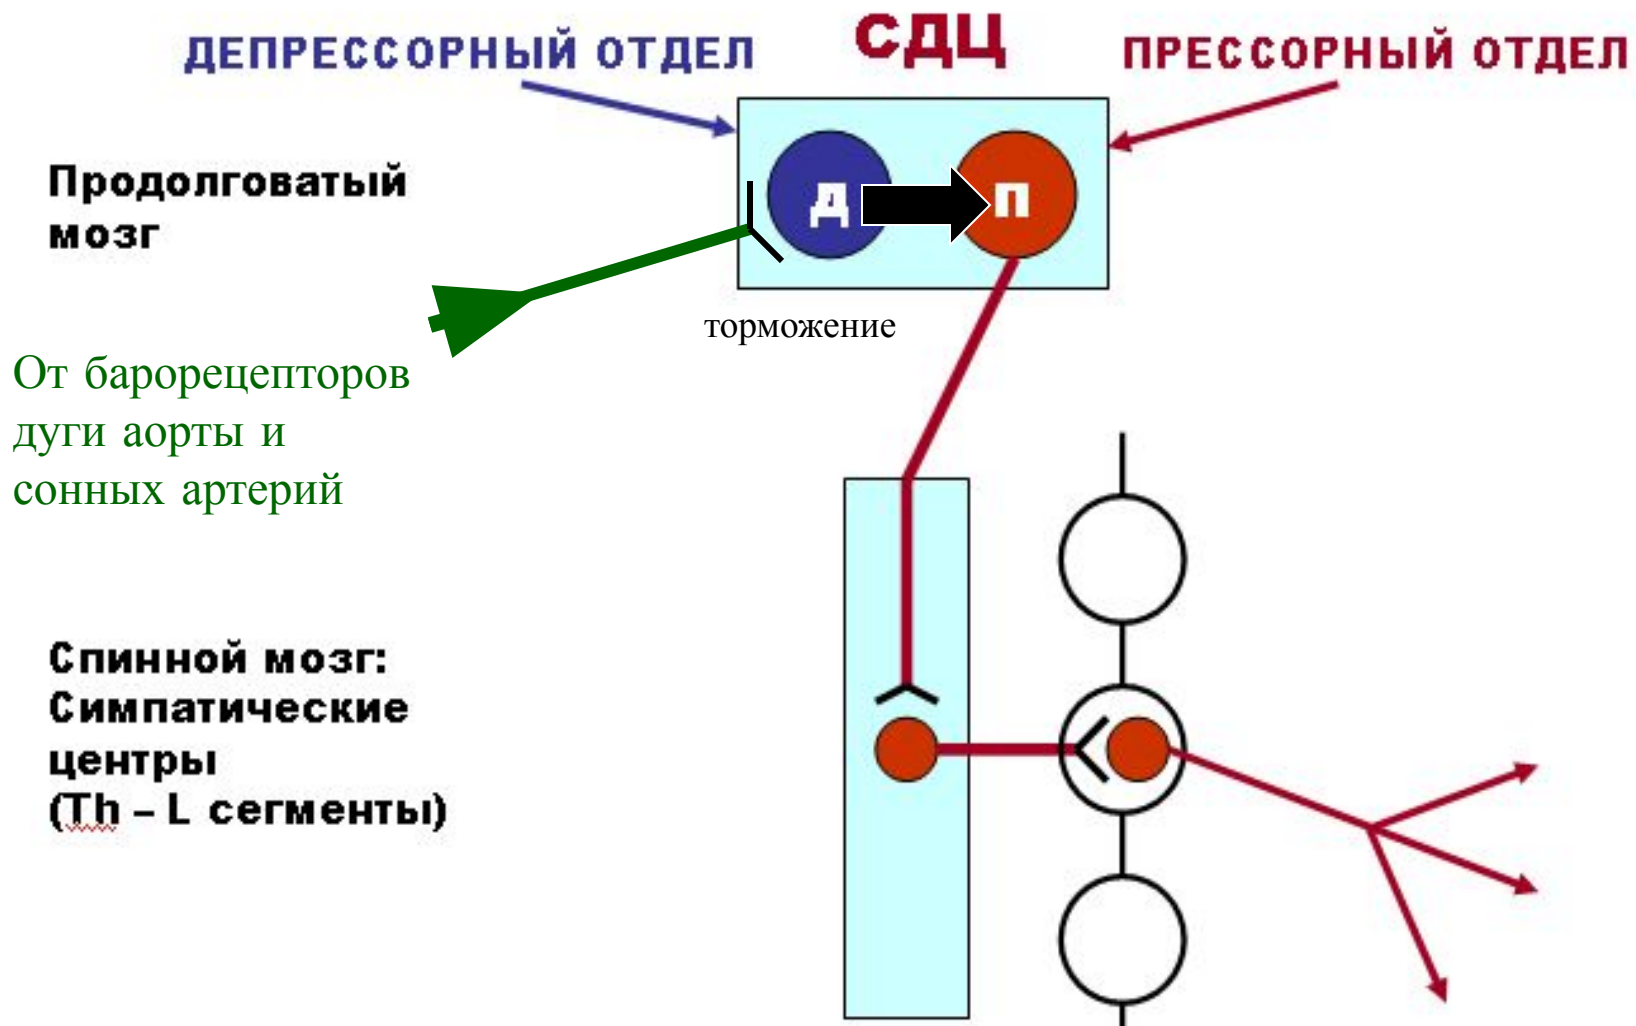 СДЦ
ДЕПРЕССОРНЫЙ ОТДЕЛ
ПРЕССОРНЫЙ ОТДЕЛ
Продолговатый
мозг
Д
П
торможение
От барорецепторов
дуги аорты и
сонных артерий
Спинной мозг:
Симпатические
центры
(Th – L сегменты)